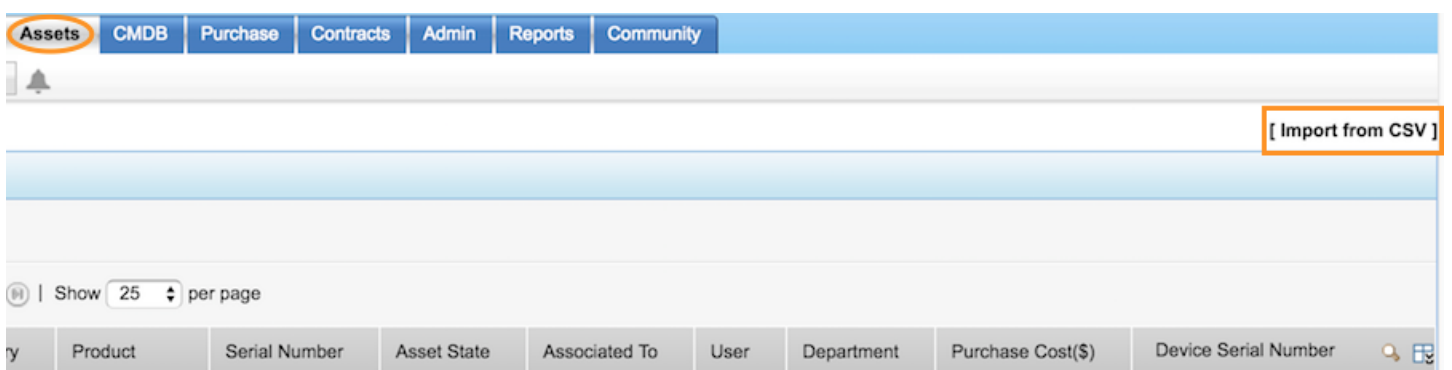 Assets CMDB Purchase Contracts Admin Reports Community
[ Import from CSV ]
| Show 25 per page
ry Product Serial Number Asset State Associated To User Department Purchase Cost($) Device Serial Number